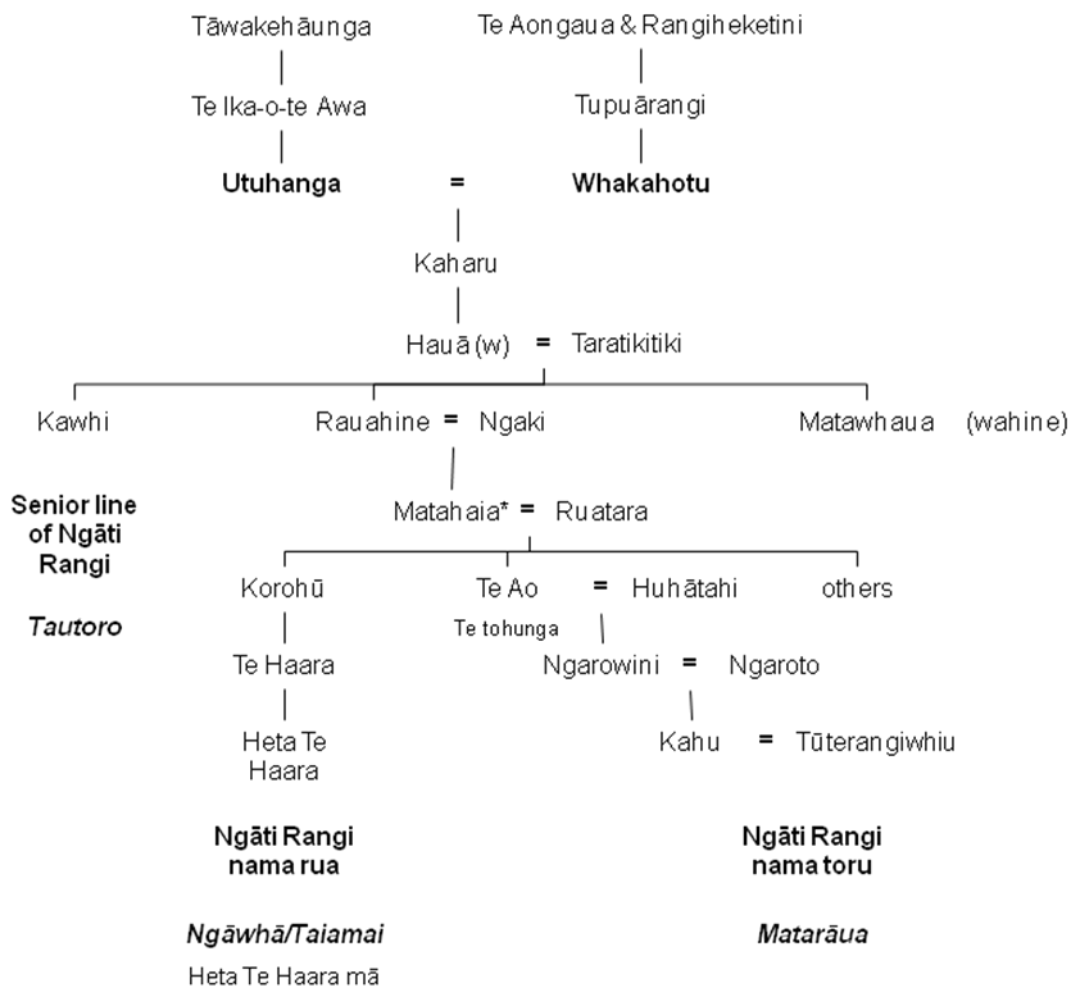 Tāwakehāunga Te Aongaua & Rangiheketini
Te Ika-o-te Awa Tupuārangi
Utuhanga = Whakahotu
Kaharu
Hauā (w) = Taratikitiki
Kawhi Rauahine = Ngaki Matawhaua (wahine)
Senior line
of Ngāti
Rangi
Tautoro
Matahaia* = Ruatara
Korohū Te Ao = Huhātahi others
Te tohunga
Te Haara Ngarowini = Ngaroto
Heta Te
Haara
Kahu = Tūterangiwhiu
Ngāti Rangi
nama rua
Ngāwhā/Taiamai
Heta Te Haara mā
Ngāti Rangi
nama toru
Matarāua